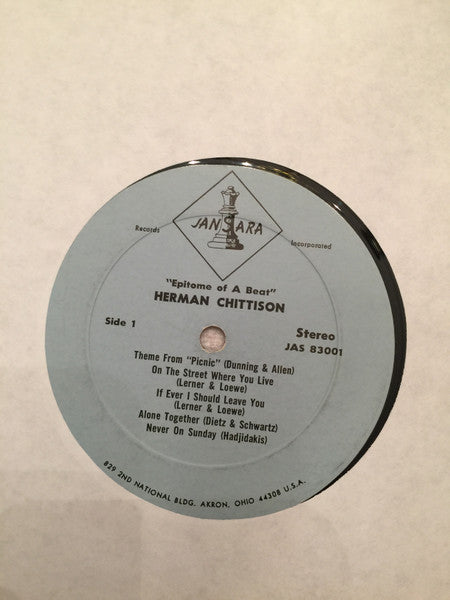 JANSARA
Records
Incorporated
"Epitome of A Beat"
HERMAN CHITTISON
Side 1
Stereo
JAS 83001
Theme From "Picnic" (Dunning & Allen)
On The Street Where You Live
(Lerner & Loewe)
If Ever I Should Leave You
(Lerner & Loewe)
Alone Together (Dietz & Schwartz)
Never On Sunday (Hadjidakis)
829 2ND NATIONAL BLDG. AKRON, OHIO 44308 U.S.A.